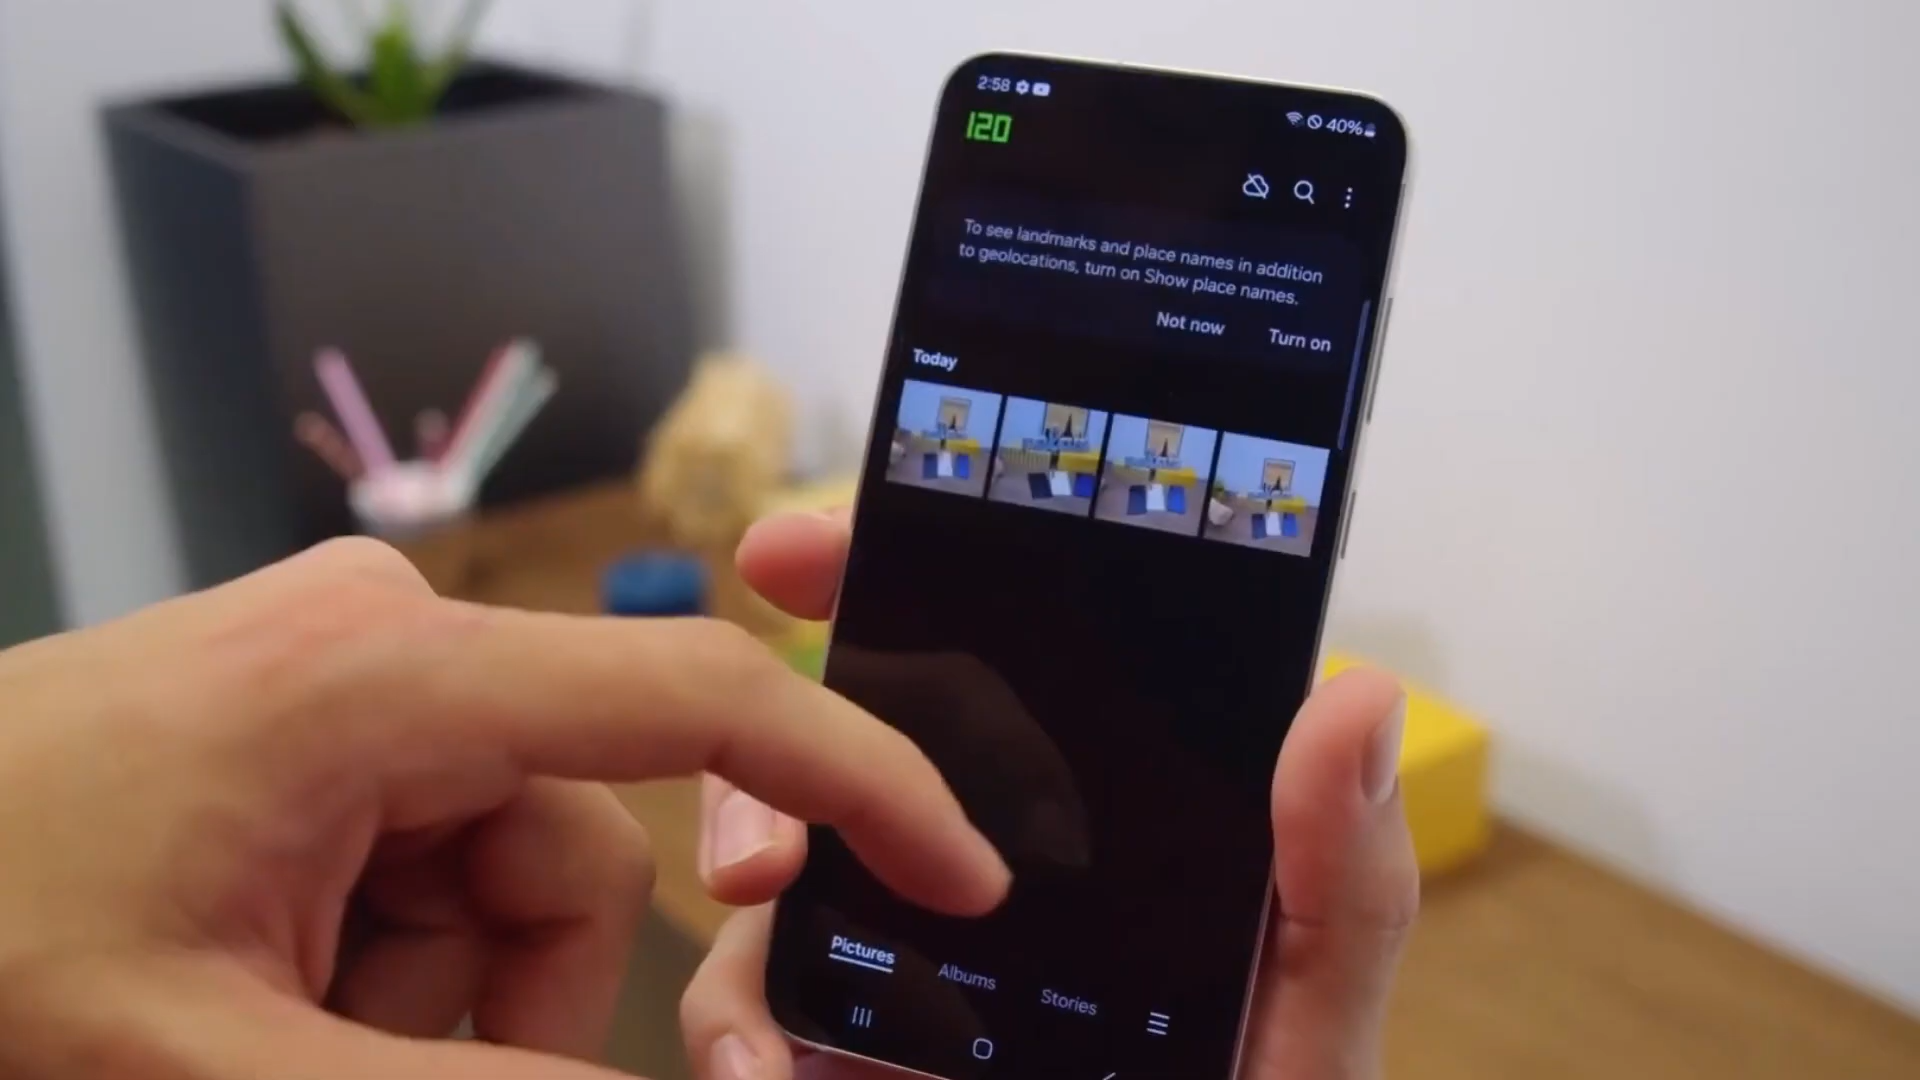 2:58
40%
120
To see landmarks and place names in addition
to geolocations, turn on Show place names.
Not now
Turn on
Today
Pictures
Albums
Stories